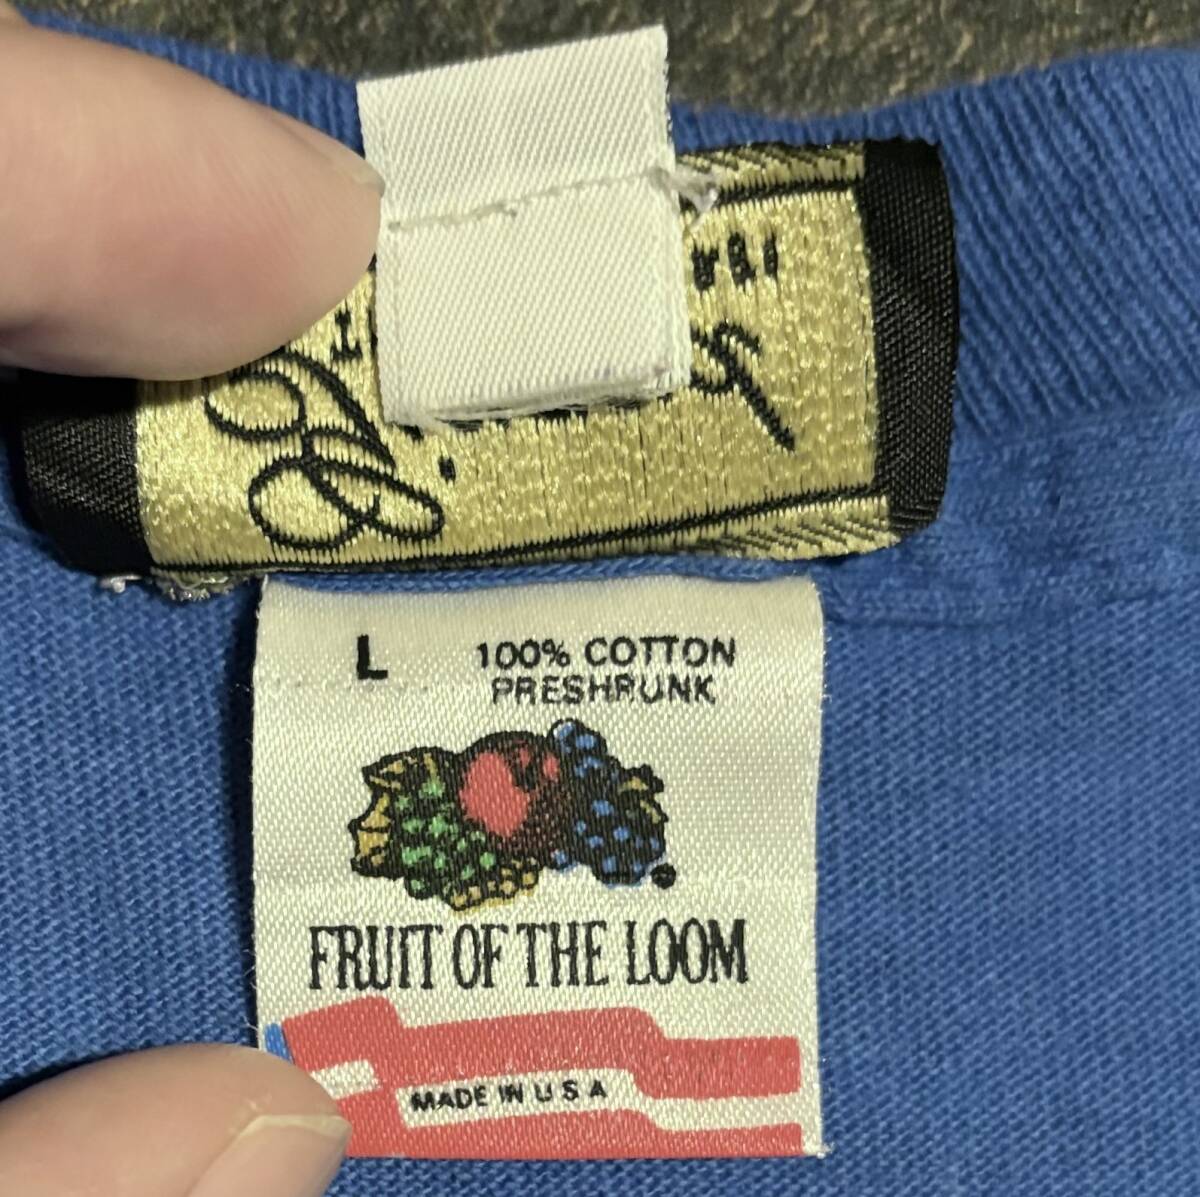 L
100% COTTON
PRESHRUNK
FRUIT OF THE LOOM
MADE IN U S A